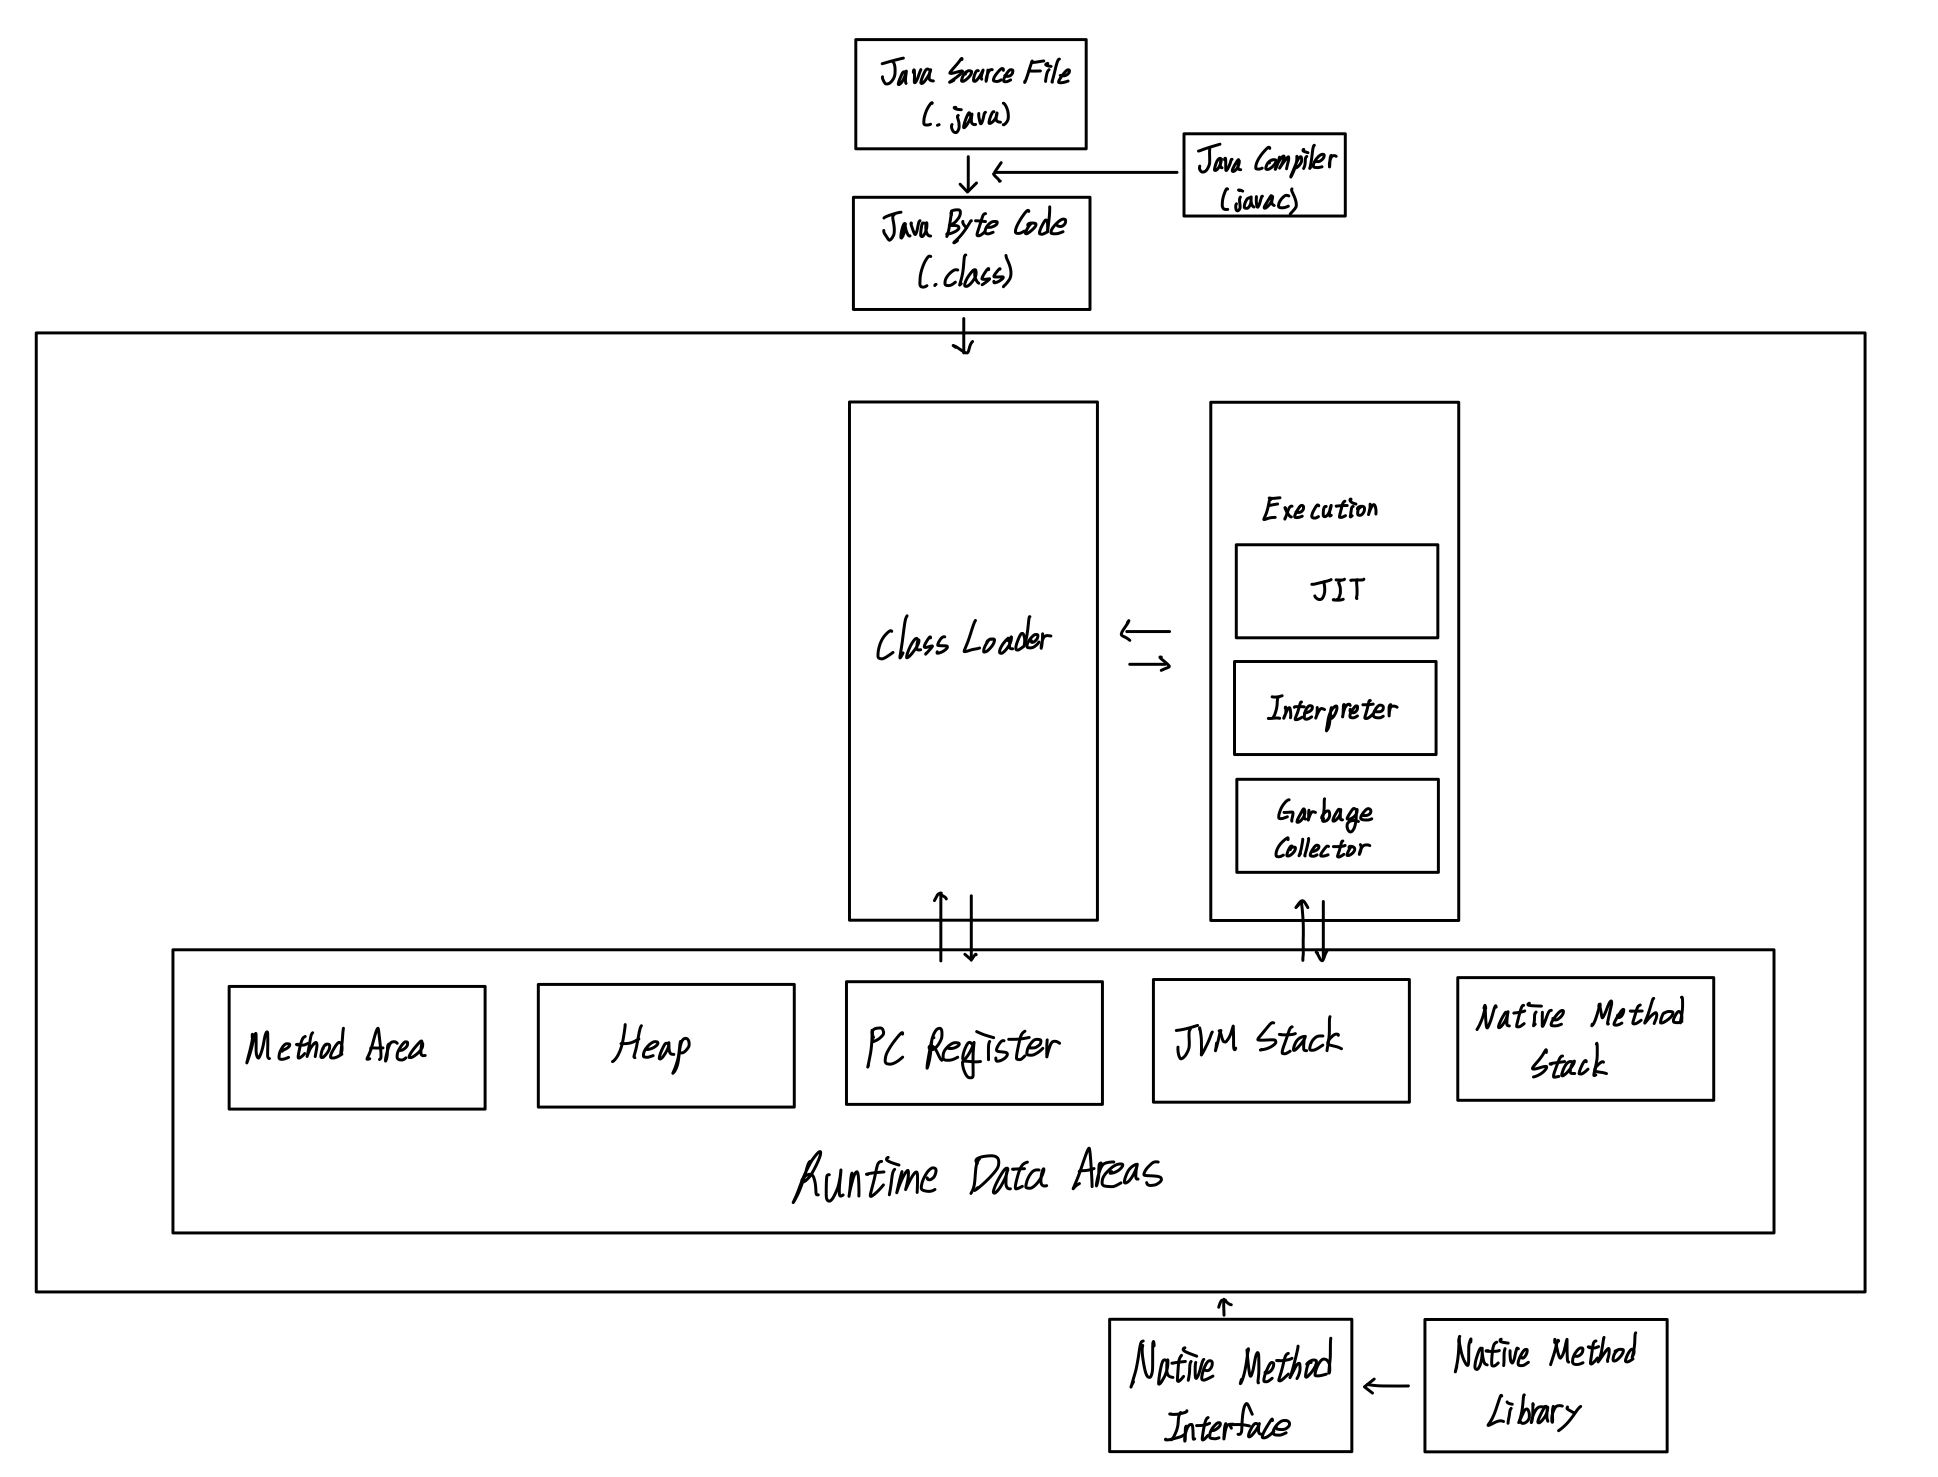 Java Source File
(.java)
Java Compiler
(javac)
Java Byte Code
(.class)
Execution
JIT
Class Loader
Interpreter
Garbage
Collector
Method Area
Heap
PC Register
JVM Stack
Native Method
Stack
Runtime Data Areas
Native Method
Interface
Native Method
Library